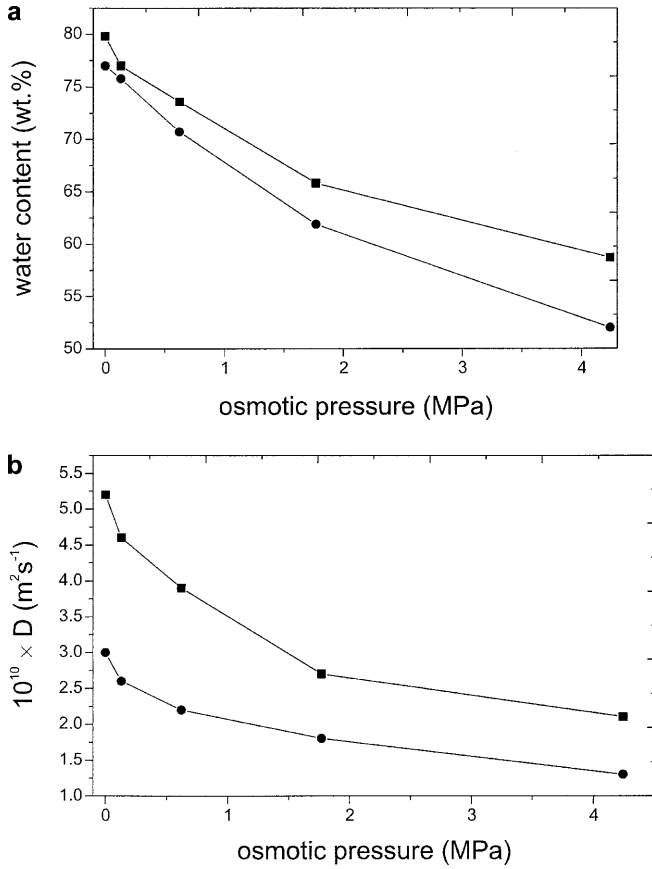 a
water content (wt.%)
80
75
70
65
60
55
50
0 1 2 3 4
osmotic pressure (MPa)
b
10¹⁰ × D (m²s⁻¹)
5.5
5.0
4.5
4.0
3.5
3.0
2.5
2.0
1.5
1.0
0 1 2 3 4
osmotic pressure (MPa)